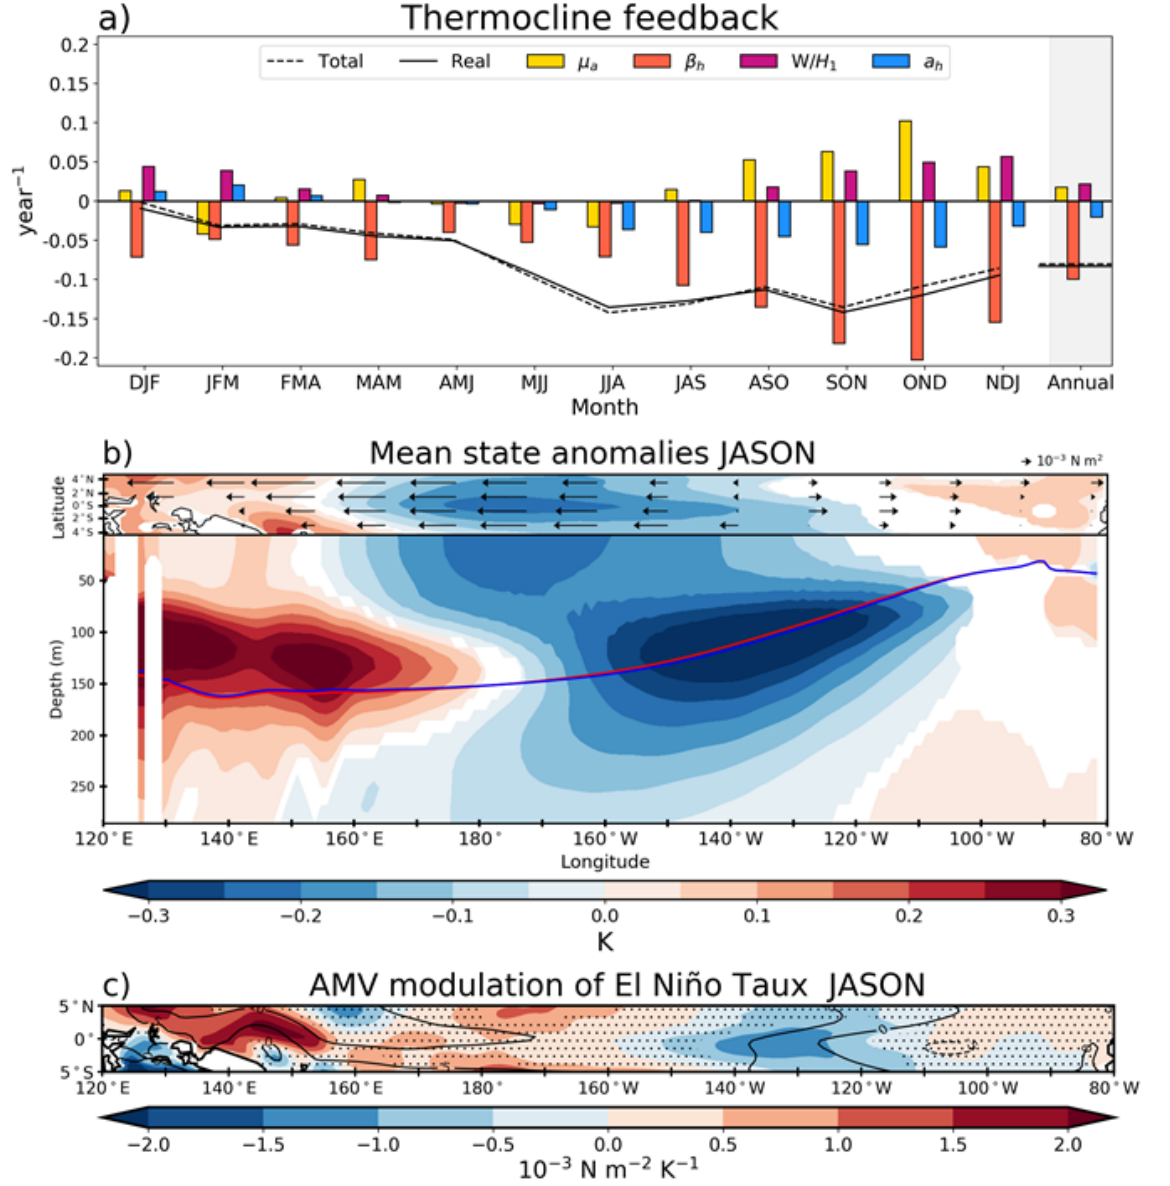 a) Thermocline feedback
0.2
0.15
0.1
0.05
0
-0.05
-0.1
-0.15
-0.2
year⁻¹
Total Real μₐ βₕ W/H₁ aₕ
DJF JFM FMA MAM AMJ MJJ JJA JAS ASO SON OND NDJ Annual
Month
b) Mean state anomalies JASON
10⁻³ N m²
Latitude
4°N
2°N
0°S
2°S
4°S
Depth (m)
50
100
150
200
250
120°E 140°E 160°E 180° 160°W 140°W 120°W 100°W 80°W
Longitude
−0.3 −0.2 −0.1 0.0 0.1 0.2 0.3
K
c) AMV modulation of El Niño Taux JASON
5°N
0°
5°S
120°E 140°E 160°E 180° 160°W 140°W 120°W 100°W 80°W
−2.0 −1.5 −1.0 −0.5 0.0 0.5 1.0 1.5 2.0
10⁻³ N m⁻² K⁻¹